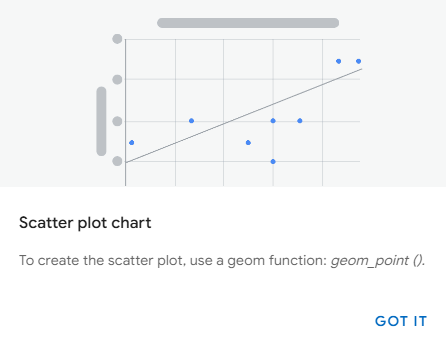 Scatter plot chart
To create the scatter plot, use a geom function: geom_point ().
GOT IT